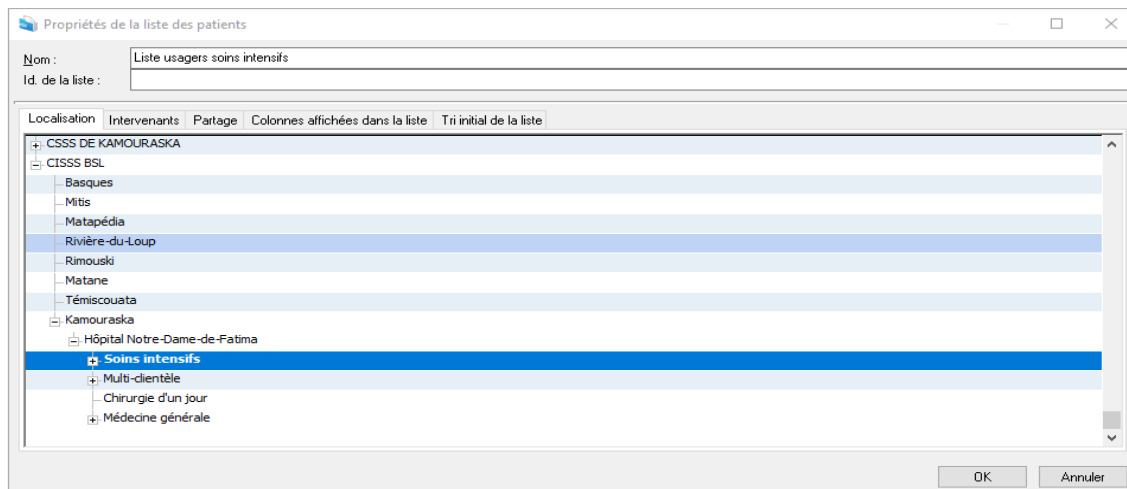 Propriétés de la liste des patients
Nom : Liste usagers soins intensifs
Id. de la liste :
Localisation Intervenants Partage Colonnes affichées dans la liste Tri initial de la liste
CSSS DE KAMOURASKA
CISSS BSL
Basques
Mitis
Matapédia
Rivière-du-Loup
Rimouski
Matane
Témiscouata
Kamouraska
Hôpital Notre-Dame-de-Fatima
Soins intensifs
Multi-clientèle
Chirurgie d'un jour
Médecine générale
OK Annuler